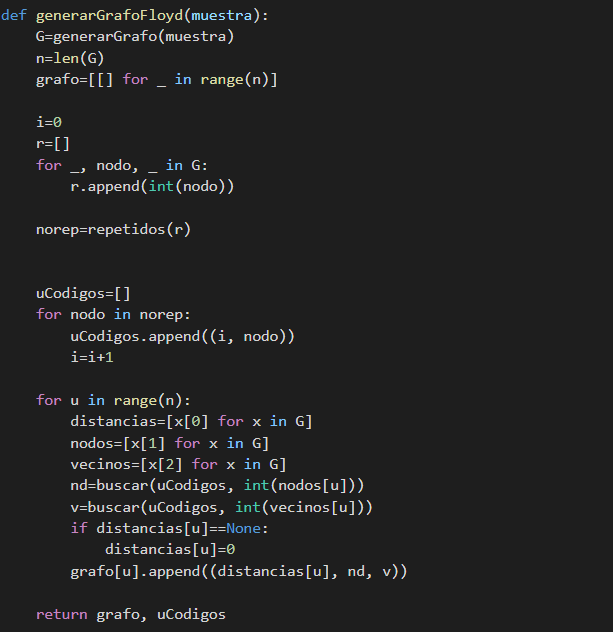 def generarGrafoFloyd(muestra):
    G=generarGrafo(muestra)
    n=len(G)
    grafo=[[] for _ in range(n)]
    i=0
    r=[]
    for _, nodo, _ in G:
        r.append(int(nodo))
    norep=repetidos(r)
    uCodigos=[]
    for nodo in norep:
        uCodigos.append((i, nodo))
        i=i+1
    for u in range(n):
        distancias=[x[0] for x in G]
        nodos=[x[1] for x in G]
        vecinos=[x[2] for x in G]
        nd=buscar(uCodigos, int(nodos[u]))
        v=buscar(uCodigos, int(vecinos[u]))
        if distancias[u]==None:
            distancias[u]=0
        grafo[u].append((distancias[u], nd, v))
    return grafo, uCodigos